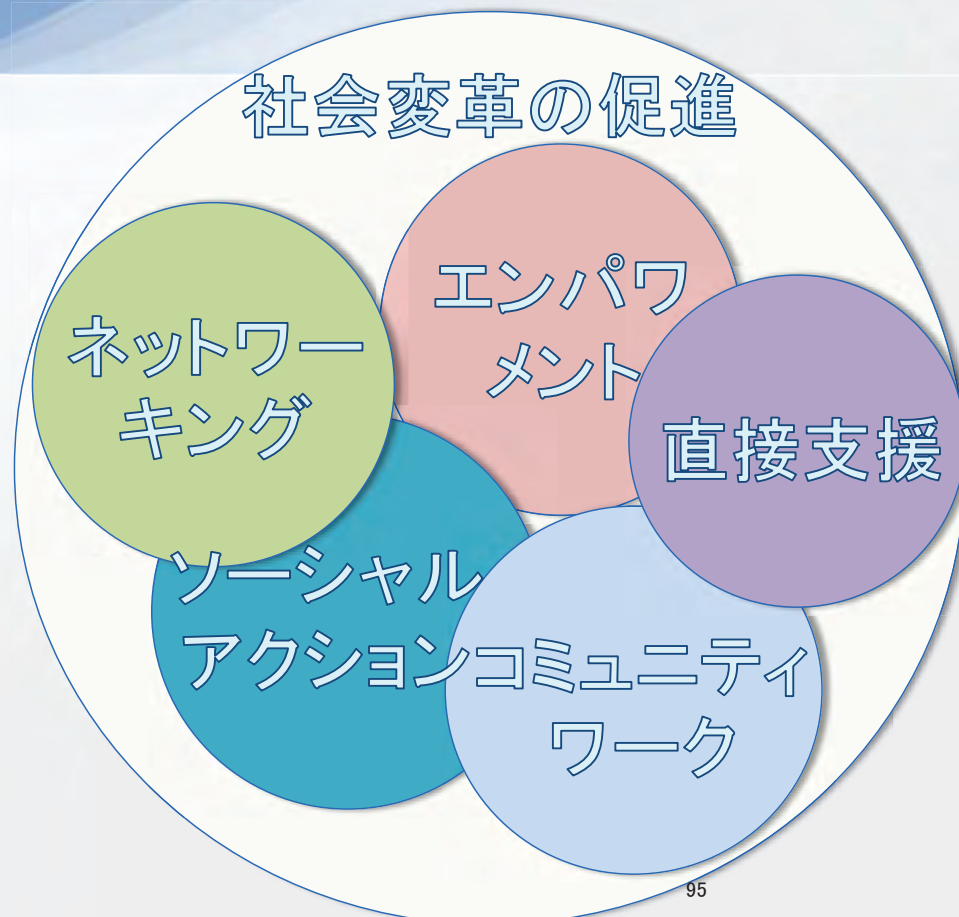 社会変革の促進
エンパワ
メント
ネットワー
キング
直接支援
ソーシャル
アクション
コミュニティ
ワーク
95